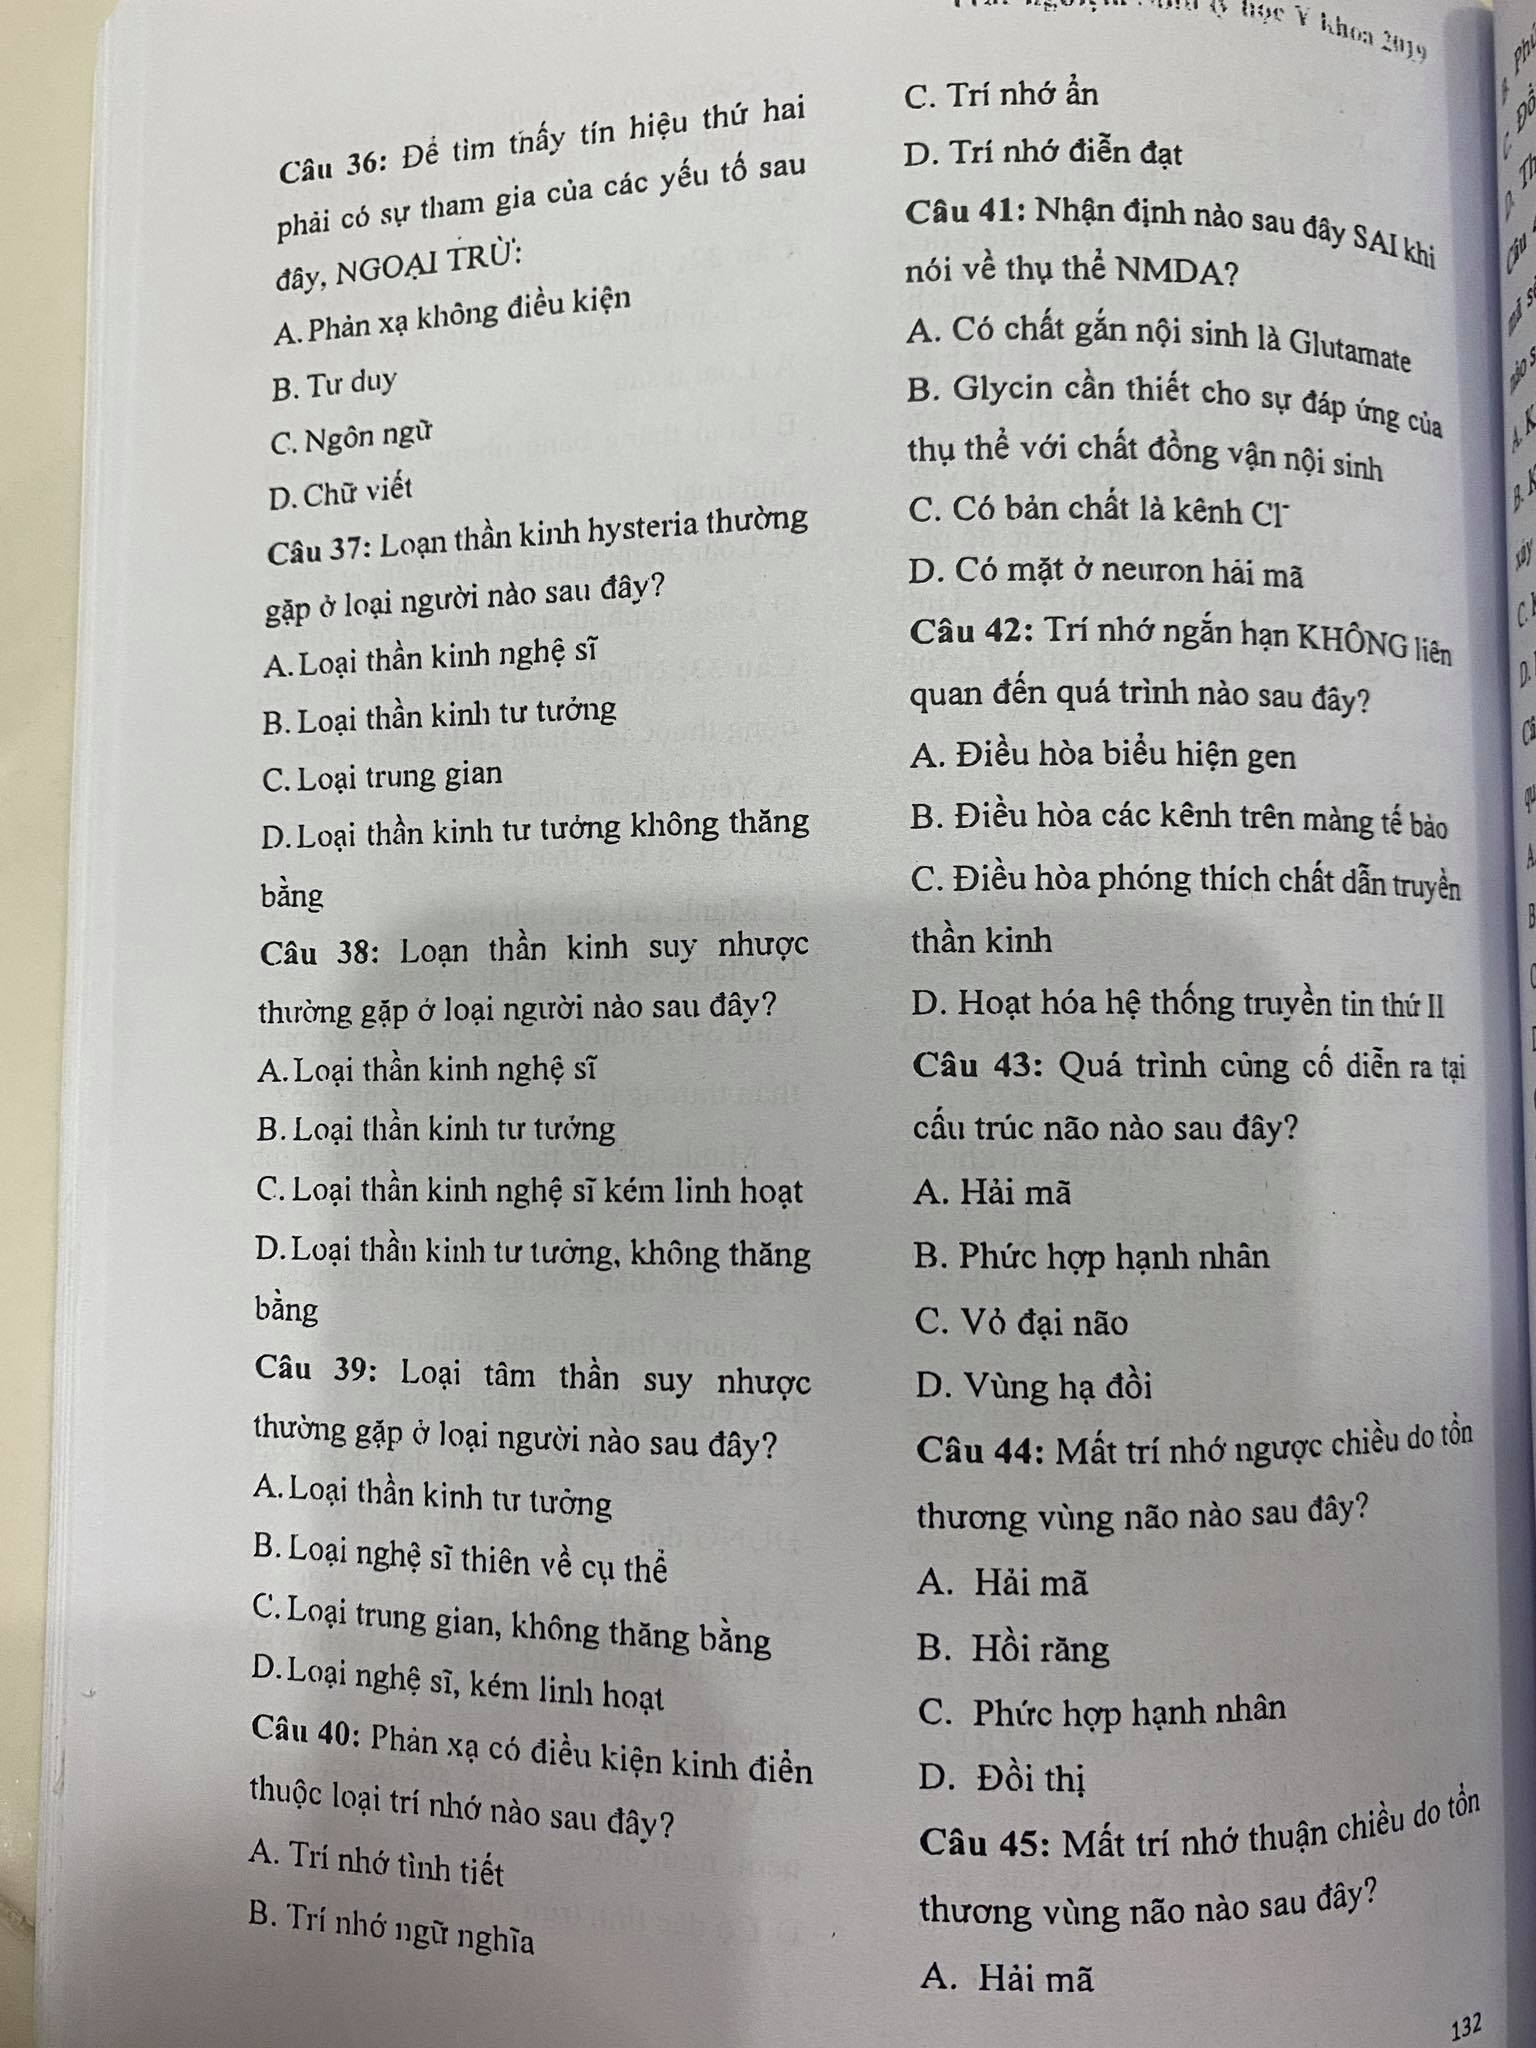 học Y khoa 2019
Câu 36: Để tìm thấy tín hiệu thứ hai
phải có sự tham gia của các yếu tố sau
đây, NGOẠI TRỪ:
A. Phản xạ không điều kiện
B. Tư duy
C. Ngôn ngữ
D. Chữ viết
Câu 37: Loạn thần kinh hysteria thường
gặp ở loại người nào sau đây?
A. Loại thần kinh nghệ sĩ
B. Loại thần kinh tư tưởng
C. Loại trung gian
D. Loại thần kinh tư tưởng không thăng
bằng
Câu 38: Loạn thần kinh suy nhược
thường gặp ở loại người nào sau đây?
A. Loại thần kinh nghệ sĩ
B. Loại thần kinh tư tưởng
C. Loại thần kinh nghệ sĩ kém linh hoạt
D. Loại thần kinh tư tưởng, không thăng
bằng
Câu 39: Loại tâm thần suy nhược
thường gặp ở loại người nào sau đây?
A. Loại thần kinh tư tưởng
B. Loại nghệ sĩ thiên về cụ thể
C. Loại trung gian, không thăng bằng
D. Loại nghệ sĩ, kém linh hoạt
Câu 40: Phản xạ có điều kiện kinh điển
thuộc loại trí nhớ nào sau đây?
A. Trí nhớ tình tiết
B. Trí nhớ ngữ nghĩa
C. Trí nhớ ẩn
D. Trí nhớ diễn đạt
Câu 41: Nhận định nào sau đây SAI khi
nói về thụ thể NMDA?
A. Có chất gắn nội sinh là Glutamate
B. Glycin cần thiết cho sự đáp ứng của
thụ thể với chất đồng vận nội sinh
C. Có bản chất là kênh Cl⁻
D. Có mặt ở neuron hải mã
Câu 42: Trí nhớ ngắn hạn KHÔNG liên
quan đến quá trình nào sau đây?
A. Điều hòa biểu hiện gen
B. Điều hòa các kênh trên màng tế bào
C. Điều hòa phóng thích chất dẫn truyền
thần kinh
D. Hoạt hóa hệ thống truyền tin thứ II
Câu 43: Quá trình củng cố diễn ra tại
cấu trúc não nào sau đây?
A. Hải mã
B. Phức hợp hạnh nhân
C. Vỏ đại não
D. Vùng hạ đồi
Câu 44: Mất trí nhớ ngược chiều do tổn
thương vùng não nào sau đây?
A. Hải mã
B. Hồi răng
C. Phức hợp hạnh nhân
D. Đồi thị
Câu 45: Mất trí nhớ thuận chiều do tổn
thương vùng não nào sau đây?
A. Hải mã
132